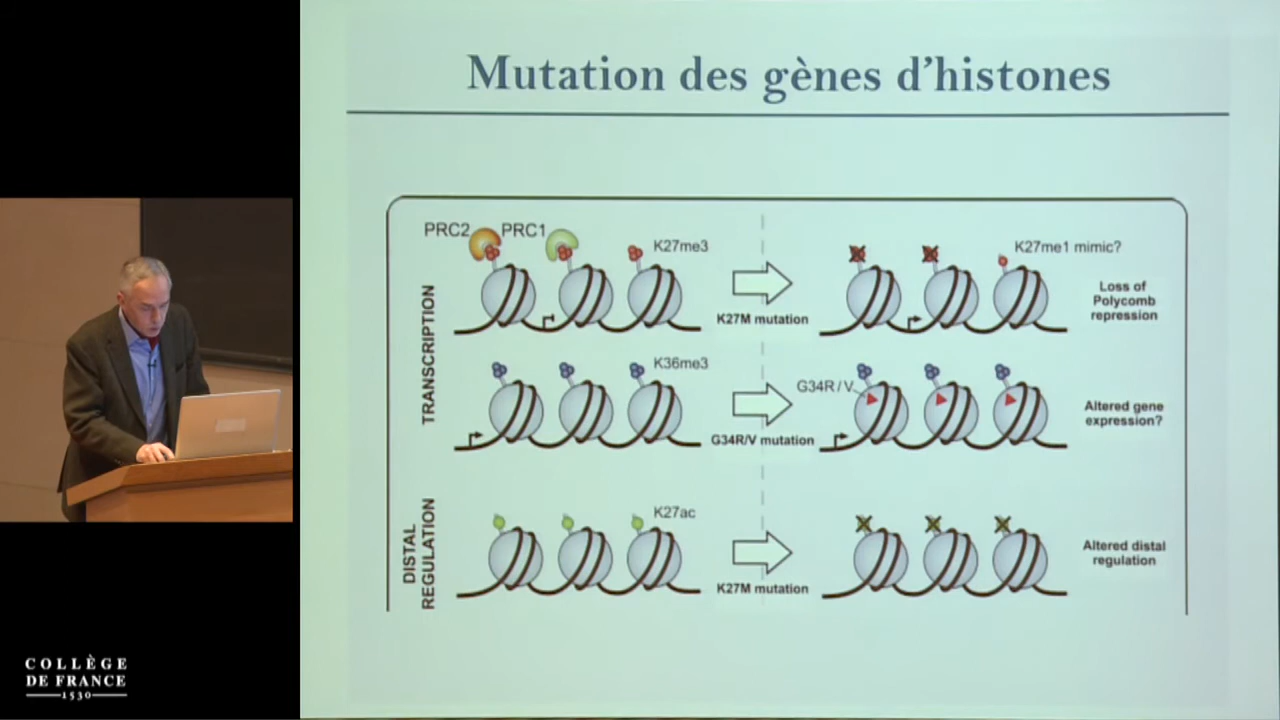 Mutation des gènes d'histones
PRC2
PRC1
K27me3
K27M mutation
K27me1 mimic?
Loss of
Polycomb
repression
TRANSCRIPTION
K36me3
G34R/V mutation
G34R/V
Altered gene
expression?
DISTAL
REGULATION
K27ac
K27M mutation
Altered distal
regulation
COLLÈGE
DE FRANCE
1530